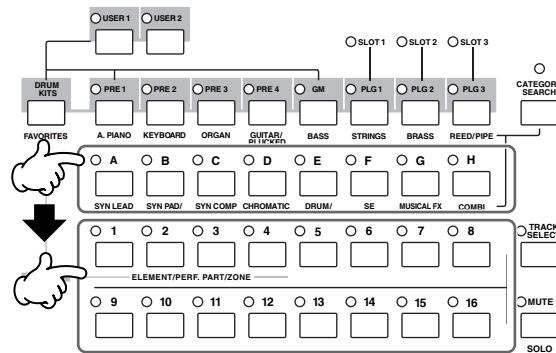 USER 1 USER 2
SLOT 1 SLOT 2 SLOT 3
DRUM KITS PRE 1 PRE 2 PRE 3 PRE 4 GM PLG 1 PLG 2 PLG 3
CATEGOR SEARCH
FAVORITES A. PIANO KEYBOARD ORGAN GUITAR/ PLUCKED BASS STRINGS BRASS REED/PIPE
A B C D E F G H
SYN LEAD SYN PAD/ SYN COMP CHROMATIC DRUM/ SE MUSICAL FX COMBI
1 2 3 4 5 6 7 8
TRACK SELECT
ELEMENT/PERF. PART/ZONE
9 10 11 12 13 14 15 16
MUTE
SOLO